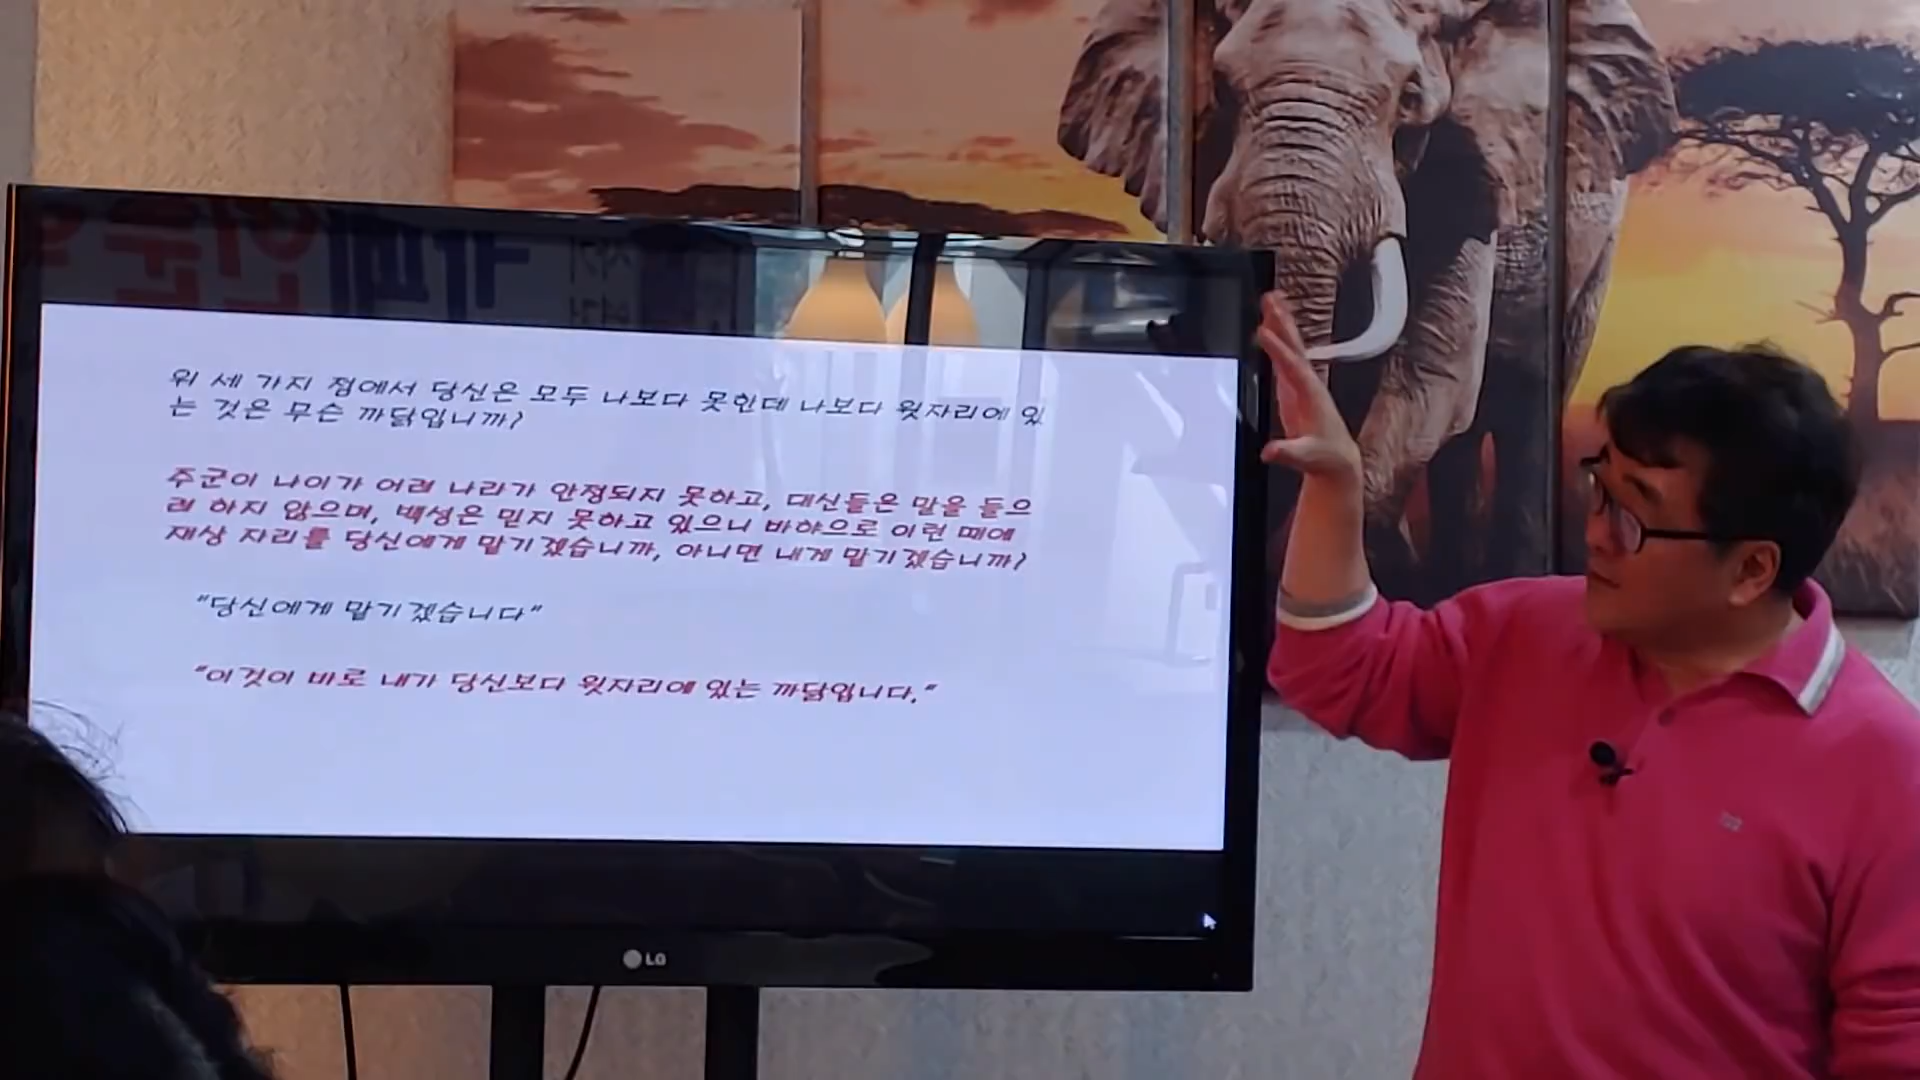 위 세 가지 점에서 당신은 모두 나보다 못한데 나보다 윗자리에 있
는 것은 무슨 까닭입니까?
주군이 나이가 어려 나라가 안정되지 못하고, 대신들은 말을 들으
려 하지 않으며, 백성은 믿지 못하고 있으니 바야으로 이런 때에
재상 자리를 당신에게 맡기겠습니까, 아니면 내게 맡기겠습니까?
"당신에게 맡기겠습니다"
"이것이 바로 내가 당신보다 윗자리에 있는 까닭입니다."
LG